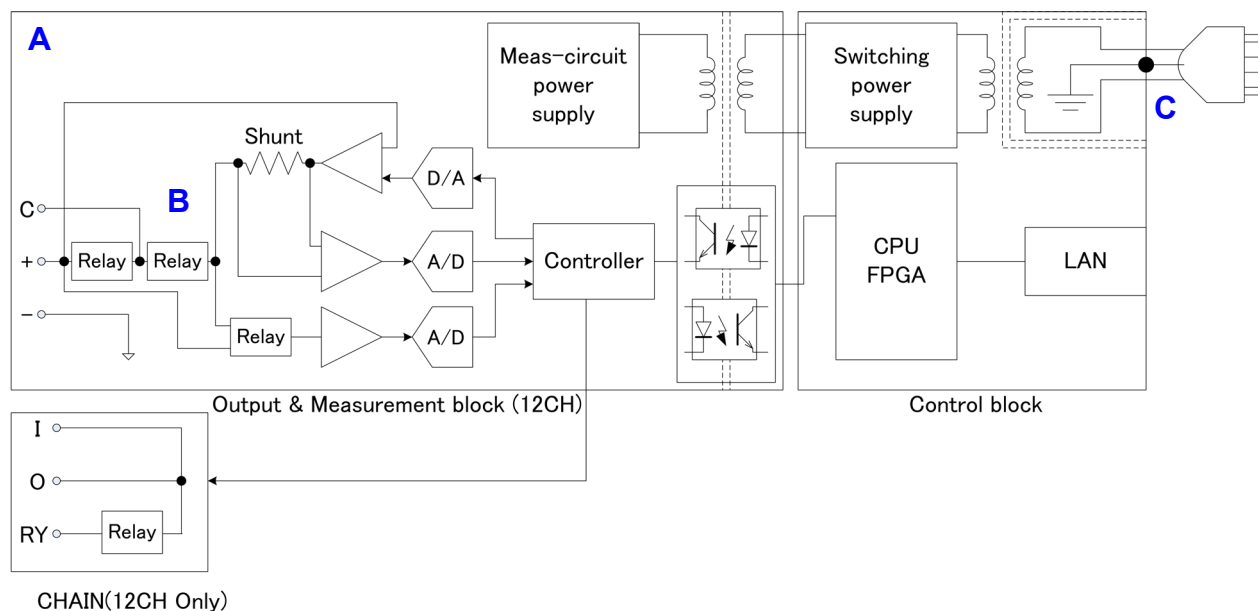 A
Meas-circuit
power
supply
Switching
power
supply
C
Shunt
D/A
B
C
+
Relay
Relay
A/D
Controller
CPU
FPGA
LAN
−
Relay
A/D
Output & Measurement block (12CH)
Control block
I
O
RY
Relay
CHAIN(12CH Only)